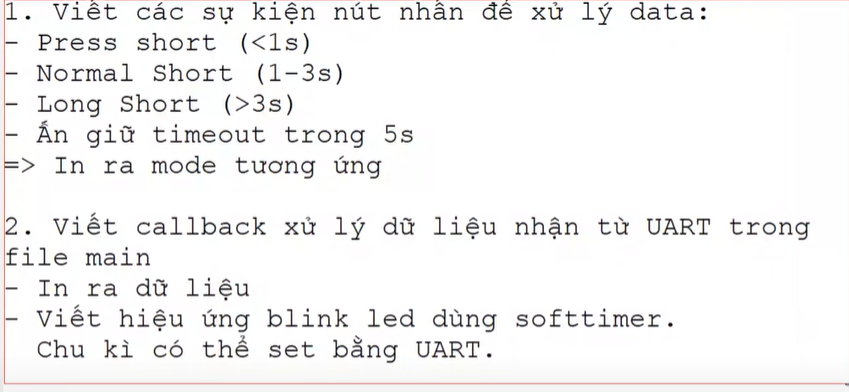 1. Viết các sự kiện nút nhấn để xử lý data:
- Press short (<1s)
- Normal Short (1-3s)
- Long Short (>3s)
- Ấn giữ timeout trong 5s
=> In ra mode tương ứng
2. Viết callback xử lý dữ liệu nhận từ UART trong
file main
- In ra dữ liệu
- Viết hiệu ứng blink led dùng softtimer.
Chu kì có thể set bằng UART.